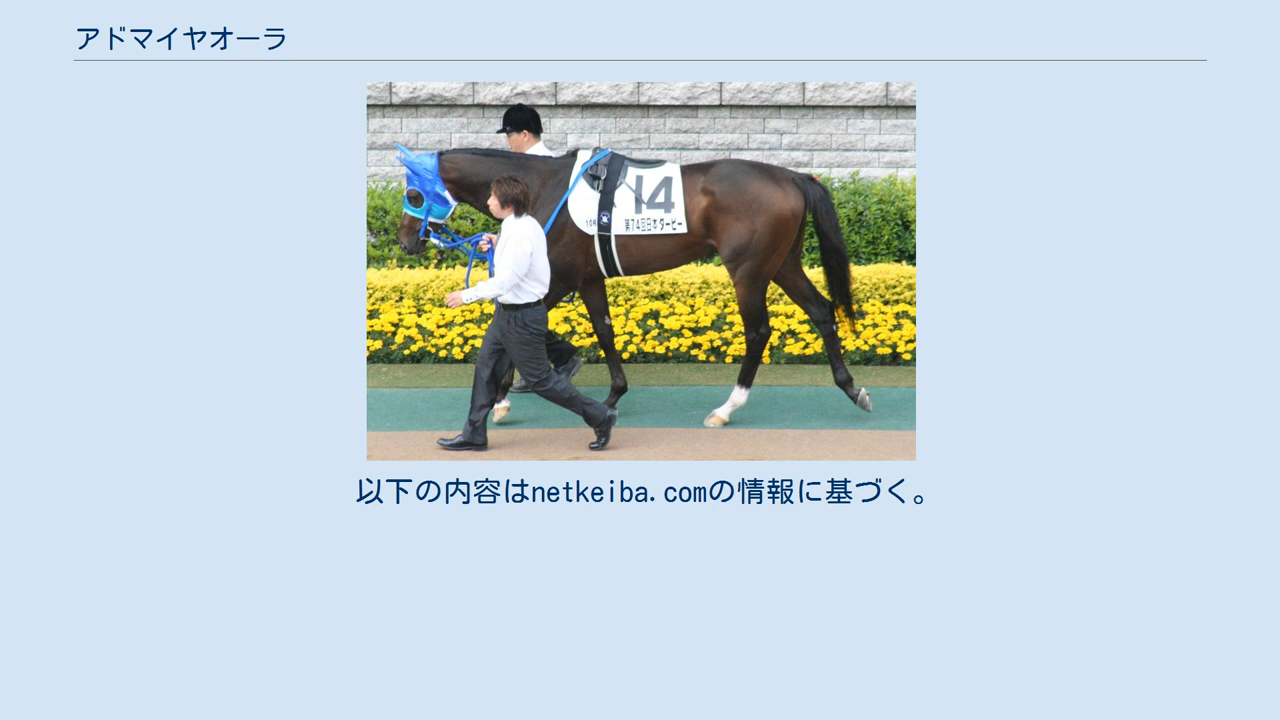 アドマイヤオーラ
14
第74回日本ダービー
以下の内容はnetkeiba.comの情報に基づく。